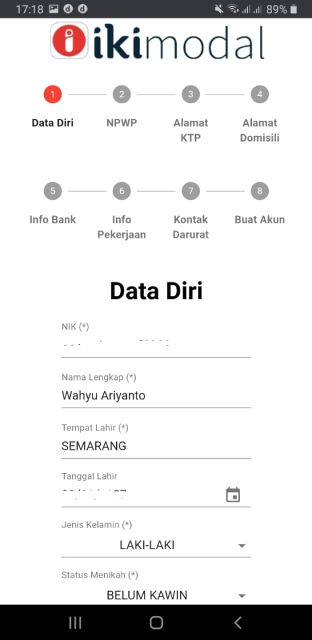 17:18
89%
ikimodal
1
2
3
4
Data Diri
NPWP
Alamat
KTP
Alamat
Domisili
5
6
7
8
Info Bank
Info
Pekerjaan
Kontak
Darurat
Buat Akun
Data Diri
NIK (*)
Nama Lengkap (*)
Wahyu Ariyanto
Tempat Lahir (*)
SEMARANG
Tanggal Lahir
Jenis Kelamin (*)
LAKI-LAKI
Status Menikah (*)
BELUM KAWIN